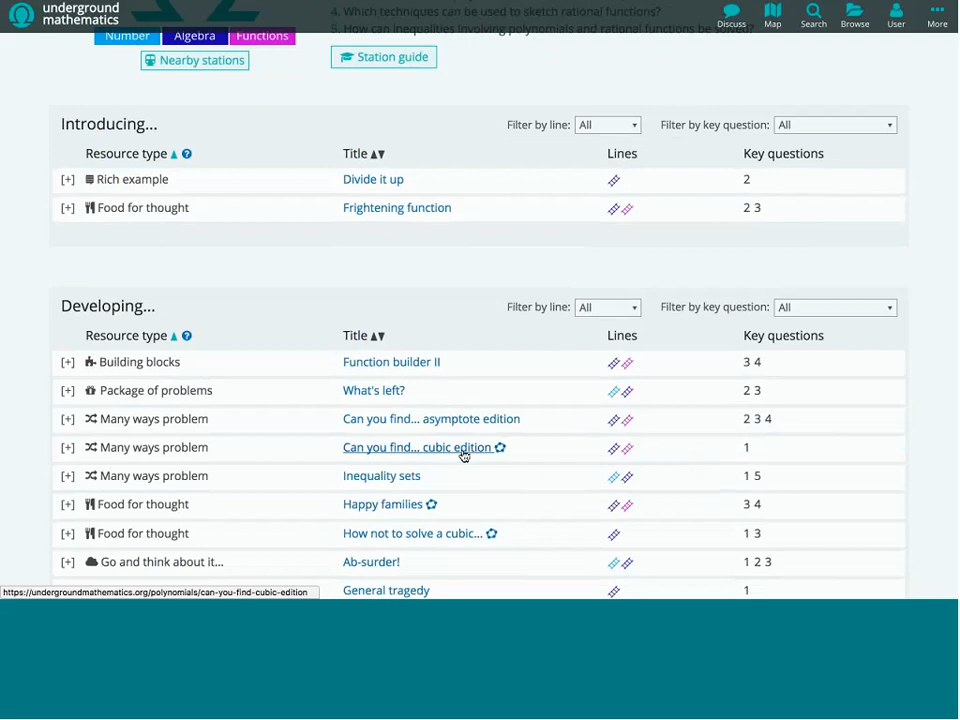 underground mathematics
Discuss Map Search Browse User More
4. Which techniques can be used to sketch rational functions?
5. How can inequalities involving polynomials and rational functions be solved?
Number Algebra Functions
Nearby stations
Station guide
Introducing...
Filter by line: All Filter by key question: All
Resource type Title Lines Key questions
[+] Rich example Divide it up 2
[+] Food for thought Frightening function 2 3
Developing...
Filter by line: All Filter by key question: All
Resource type Title Lines Key questions
[+] Building blocks Function builder II 3 4
[+] Package of problems What's left? 2 3
[+] Many ways problem Can you find... asymptote edition 2 3 4
[+] Many ways problem Can you find... cubic edition 1
[+] Many ways problem Inequality sets 1 5
[+] Food for thought Happy families 3 4
[+] Food for thought How not to solve a cubic... 1 3
[+] Go and think about it... Ab-surder! 1 2 3
General tragedy 1
https://undergroundmathematics.org/polynomials/can-you-find-cubic-edition